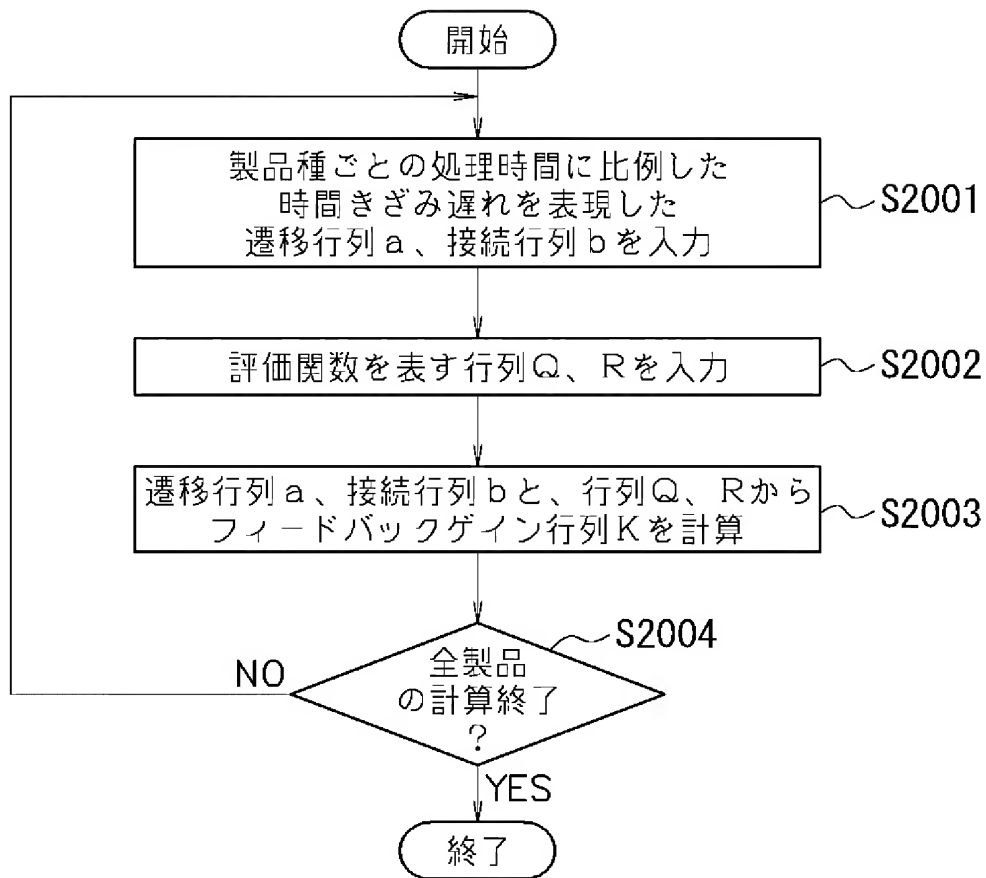 開始
製品種ごとの処理時間に比例した
時間きざみ遅れを表現した
遷移行列a、接続行列bを入力
S2001
評価関数を表す行列Q、Rを入力
S2002
遷移行列a、接続行列bと、行列Q、Rから
フィードバックゲイン行列Kを計算
S2003
S2004
全製品
の計算終了
?
NO
YES
終了